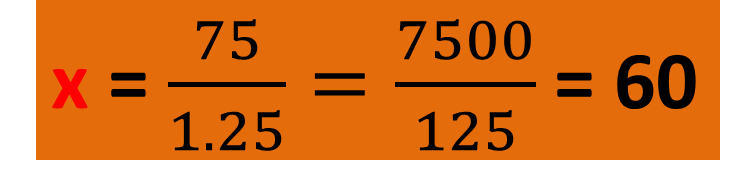 x = 75/1.25 = 7500/125 = 60